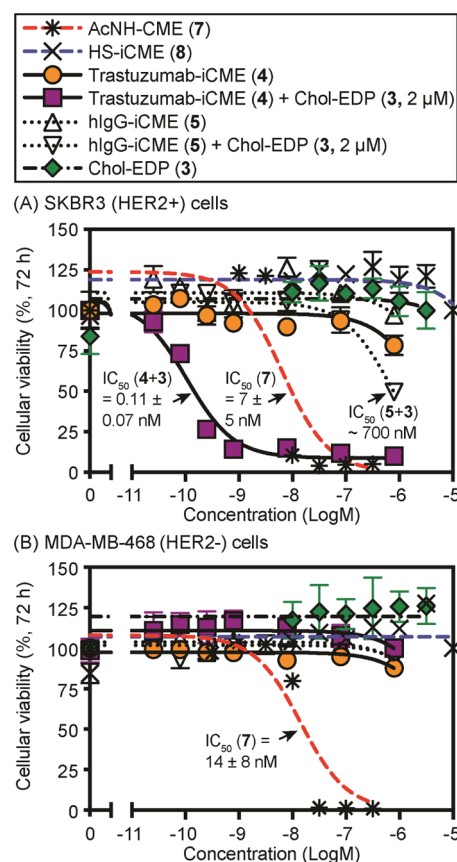 AcNH-CME (7)
HS-iCME (8)
Trastuzumab-iCME (4)
Trastuzumab-iCME (4) + Chol-EDP (3, 2 µM)
hIgG-iCME (5)
hIgG-iCME (5) + Chol-EDP (3, 2 µM)
Chol-EDP (3)
(A) SKBR3 (HER2+) cells
Cellular viability (%, 72 h)
150
125
100
75
50
25
0
IC50 (4+3)
= 0.11 ±
0.07 nM
IC50 (7)
= 7 ±
5 nM
IC50 (5+3)
~ 700 nM
0 -11 -10 -9 -8 -7 -6 -5
Concentration (LogM)
(B) MDA-MB-468 (HER2-) cells
Cellular viability (%, 72 h)
150
125
100
75
50
25
0
IC50 (7) =
14 ± 8 nM
0 -11 -10 -9 -8 -7 -6 -5
Concentration (LogM)